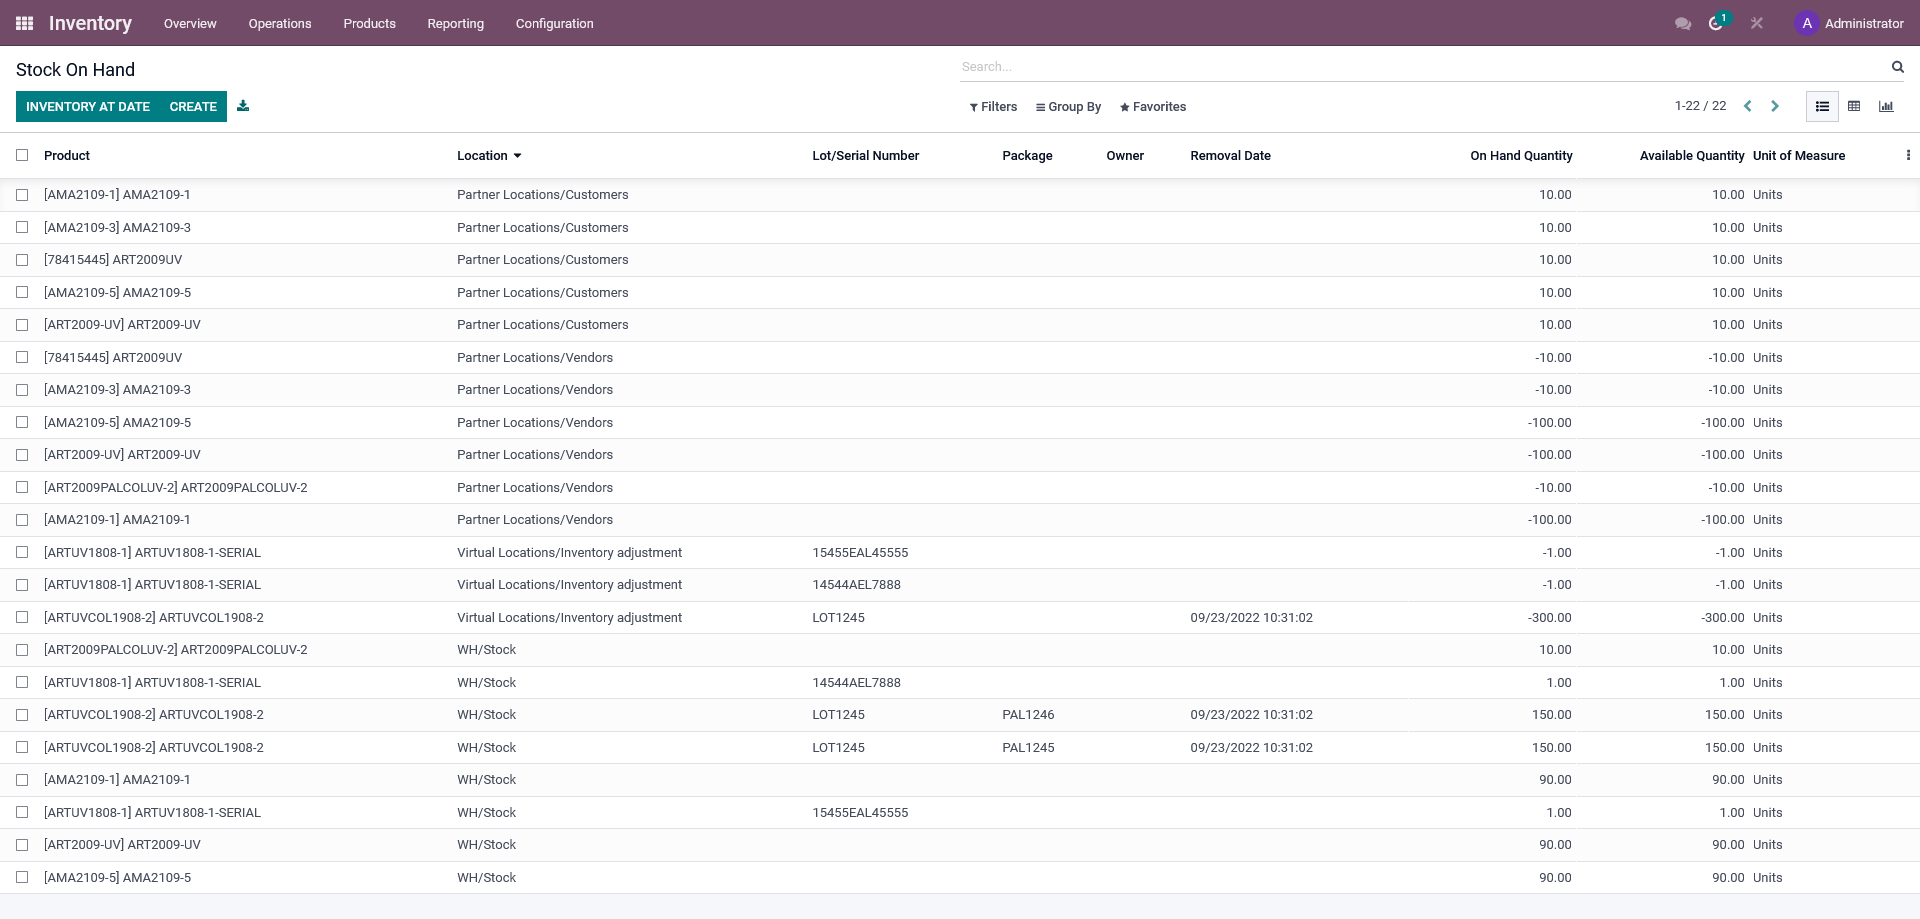 Inventory Overview Operations Products Reporting Configuration 1 A Administrator
Stock On Hand Search...
INVENTORY AT DATE CREATE Filters Group By Favorites 1-22 / 22
Product Location Lot/Serial Number Package Owner Removal Date On Hand Quantity Available Quantity Unit of Measure
[AMA2109-1] AMA2109-1 Partner Locations/Customers 10.00 10.00 Units
[AMA2109-3] AMA2109-3 Partner Locations/Customers 10.00 10.00 Units
[78415445] ART2009UV Partner Locations/Customers 10.00 10.00 Units
[AMA2109-5] AMA2109-5 Partner Locations/Customers 10.00 10.00 Units
[ART2009-UV] ART2009-UV Partner Locations/Customers 10.00 10.00 Units
[78415445] ART2009UV Partner Locations/Vendors -10.00 -10.00 Units
[AMA2109-3] AMA2109-3 Partner Locations/Vendors -10.00 -10.00 Units
[AMA2109-5] AMA2109-5 Partner Locations/Vendors -100.00 -100.00 Units
[ART2009-UV] ART2009-UV Partner Locations/Vendors -100.00 -100.00 Units
[ART2009PALCOLUV-2] ART2009PALCOLUV-2 Partner Locations/Vendors -10.00 -10.00 Units
[AMA2109-1] AMA2109-1 Partner Locations/Vendors -100.00 -100.00 Units
[ARTUV1808-1] ARTUV1808-1-SERIAL Virtual Locations/Inventory adjustment 15455EAL45555 -1.00 -1.00 Units
[ARTUV1808-1] ARTUV1808-1-SERIAL Virtual Locations/Inventory adjustment 14544AEL7888 -1.00 -1.00 Units
[ARTUVCOL1908-2] ARTUVCOL1908-2 Virtual Locations/Inventory adjustment LOT1245 09/23/2022 10:31:02 -300.00 -300.00 Units
[ART2009PALCOLUV-2] ART2009PALCOLUV-2 WH/Stock 10.00 10.00 Units
[ARTUV1808-1] ARTUV1808-1-SERIAL WH/Stock 14544AEL7888 1.00 1.00 Units
[ARTUVCOL1908-2] ARTUVCOL1908-2 WH/Stock LOT1245 PAL1246 09/23/2022 10:31:02 150.00 150.00 Units
[ARTUVCOL1908-2] ARTUVCOL1908-2 WH/Stock LOT1245 PAL1245 09/23/2022 10:31:02 150.00 150.00 Units
[AMA2109-1] AMA2109-1 WH/Stock 90.00 90.00 Units
[ARTUV1808-1] ARTUV1808-1-SERIAL WH/Stock 15455EAL45555 1.00 1.00 Units
[ART2009-UV] ART2009-UV WH/Stock 90.00 90.00 Units
[AMA2109-5] AMA2109-5 WH/Stock 90.00 90.00 Units